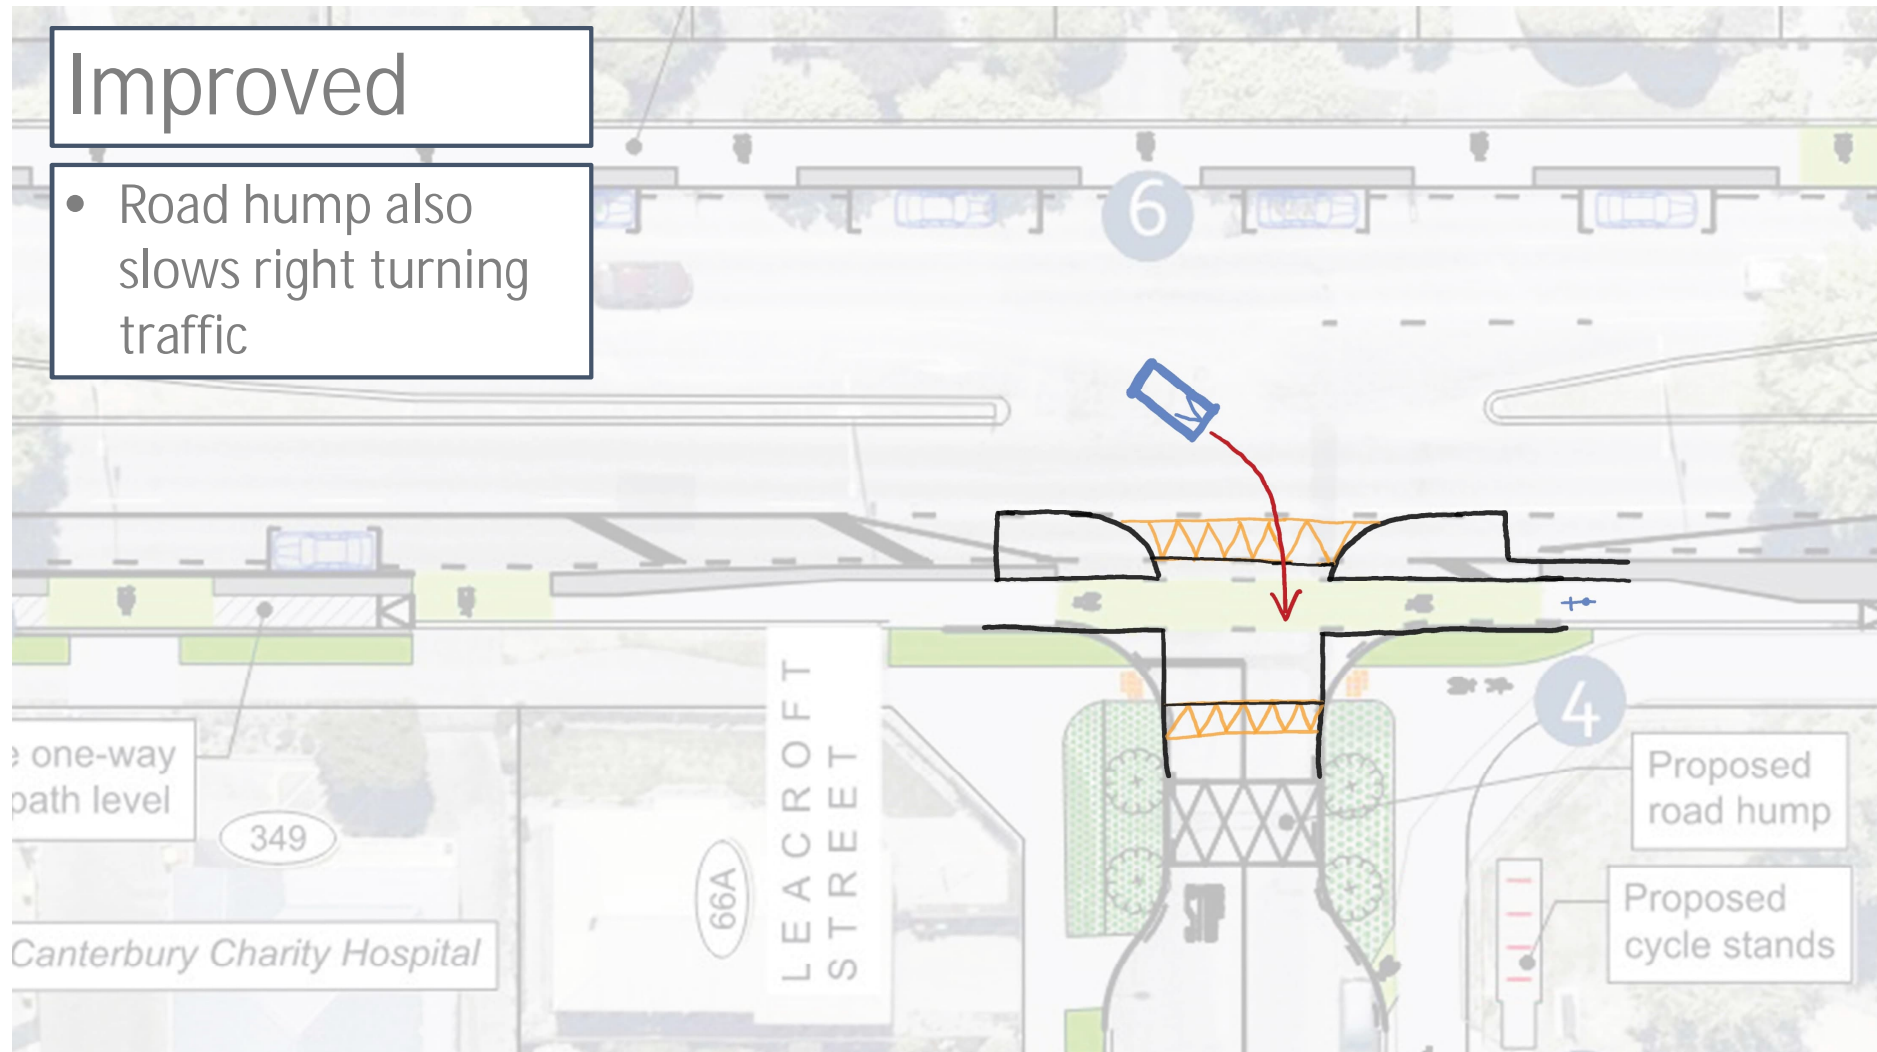 Improved
• Road hump also
slows right turning
traffic
6
4
e one-way
path level
349
66A
LEACROFT
STREET
Proposed
road hump
Proposed
cycle stands
Canterbury Charity Hospital